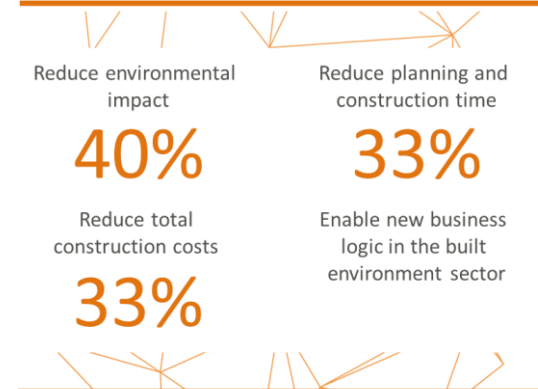 Reduce environmental
impact
40%
Reduce planning and
construction time
33%
Reduce total
construction costs
33%
Enable new business
logic in the built
environment sector